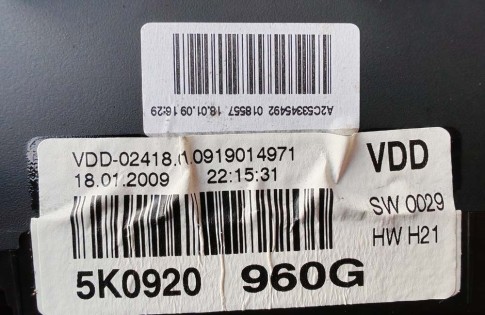 A2C53345492 018557 18.01.09 16:29
VDD-02418.0.0919014971
VDD
18.01.2009 22:15:31
SW 0029
HW H21
5K0920 960G